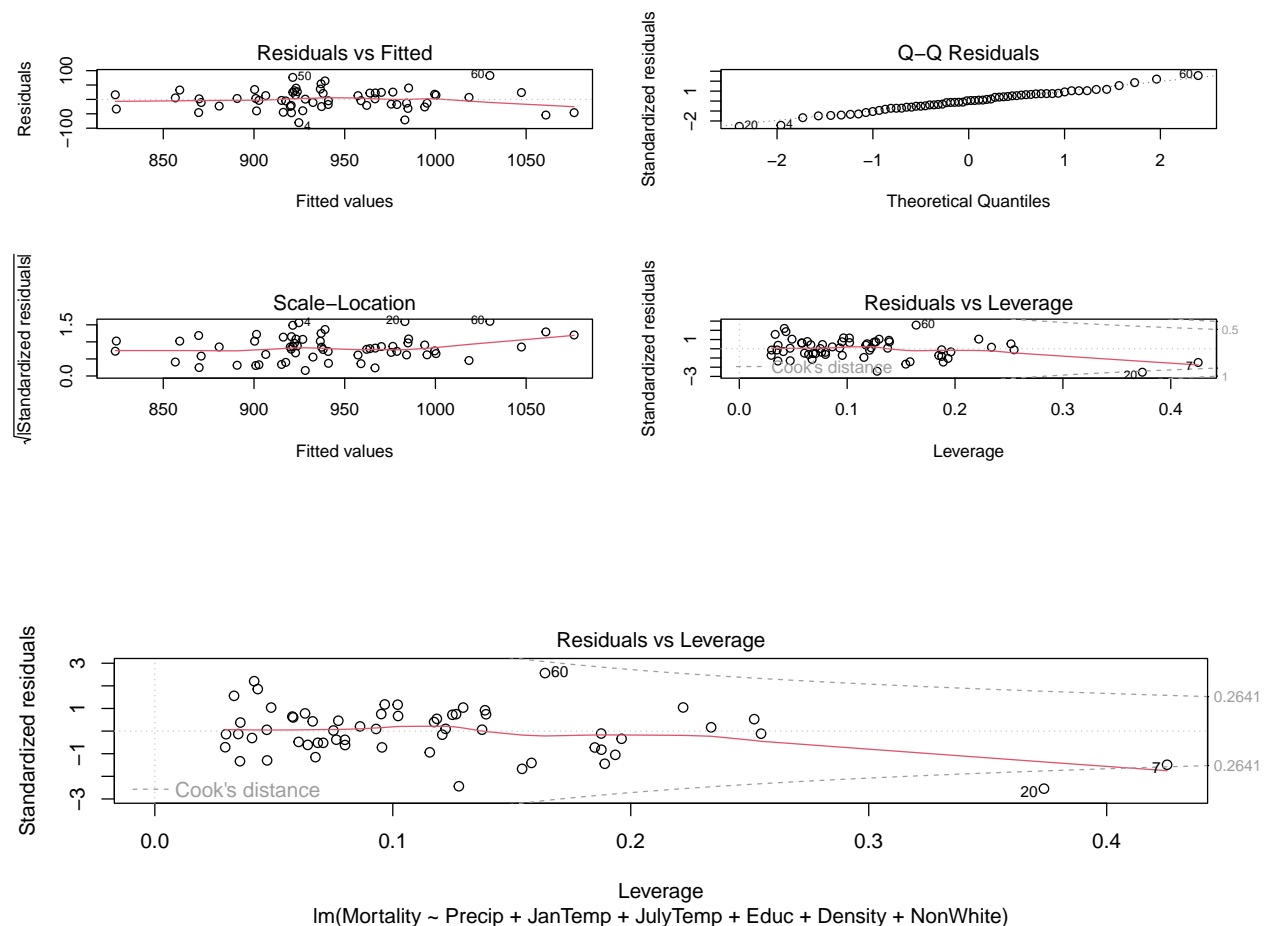 Residuals vs Fitted
Residuals
100
−100
50
60
4
850 900 950 1000 1050
Fitted values
Q−Q Residuals
Standardized residuals
1
−2
60
20
4
−2 −1 0 1 2
Theoretical Quantiles
Scale−Location
√|Standardized residuals|
1.5
0.0
4
20
60
850 900 950 1000 1050
Fitted values
Residuals vs Leverage
Standardized residuals
1
−3
60
0.5
7
Cook's distance
20
1
0.0 0.1 0.2 0.3 0.4
Leverage
Residuals vs Leverage
Standardized residuals
3
1
−1
−3
60
0.2641
7
0.2641
Cook's distance
20
0.0 0.1 0.2 0.3 0.4
Leverage
lm(Mortality ~ Precip + JanTemp + JulyTemp + Educ + Density + NonWhite)